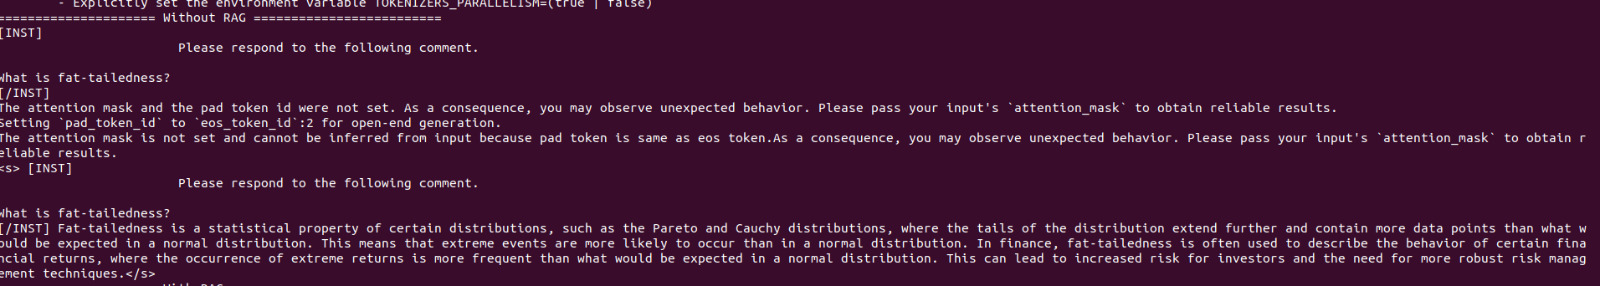 - Explicitly set the environment variable TOKENIZERS_PARALLELISM=(true | false)
===================== Without RAG =========================
[INST]
Please respond to the following comment.
What is fat-tailedness?
[/INST]
The attention mask and the pad token id were not set. As a consequence, you may observe unexpected behavior. Please pass your input's `attention_mask` to obtain reliable results.
Setting `pad_token_id` to `eos_token_id`:2 for open-end generation.
The attention mask is not set and cannot be inferred from input because pad token is same as eos token.As a consequence, you may observe unexpected behavior. Please pass your input's `attention_mask` to obtain r
eliable results.
<s> [INST]
Please respond to the following comment.
What is fat-tailedness?
[/INST] Fat-tailedness is a statistical property of certain distributions, such as the Pareto and Cauchy distributions, where the tails of the distribution extend further and contain more data points than what w
ould be expected in a normal distribution. This means that extreme events are more likely to occur than in a normal distribution. In finance, fat-tailedness is often used to describe the behavior of certain fina
ncial returns, where the occurrence of extreme returns is more frequent than what would be expected in a normal distribution. This can lead to increased risk for investors and the need for more robust risk manag
ement techniques.</s>
With RAG